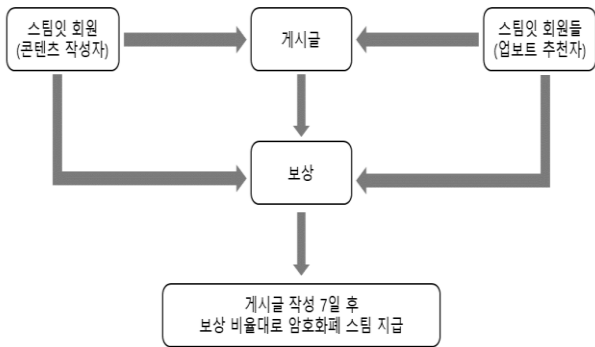 스팀잇 회원
(콘텐츠 작성자)
게시글
스팀잇 회원들
(업보트 추천자)
보상
게시글 작성 7일 후
보상 비율대로 암호화폐 스팀 지급